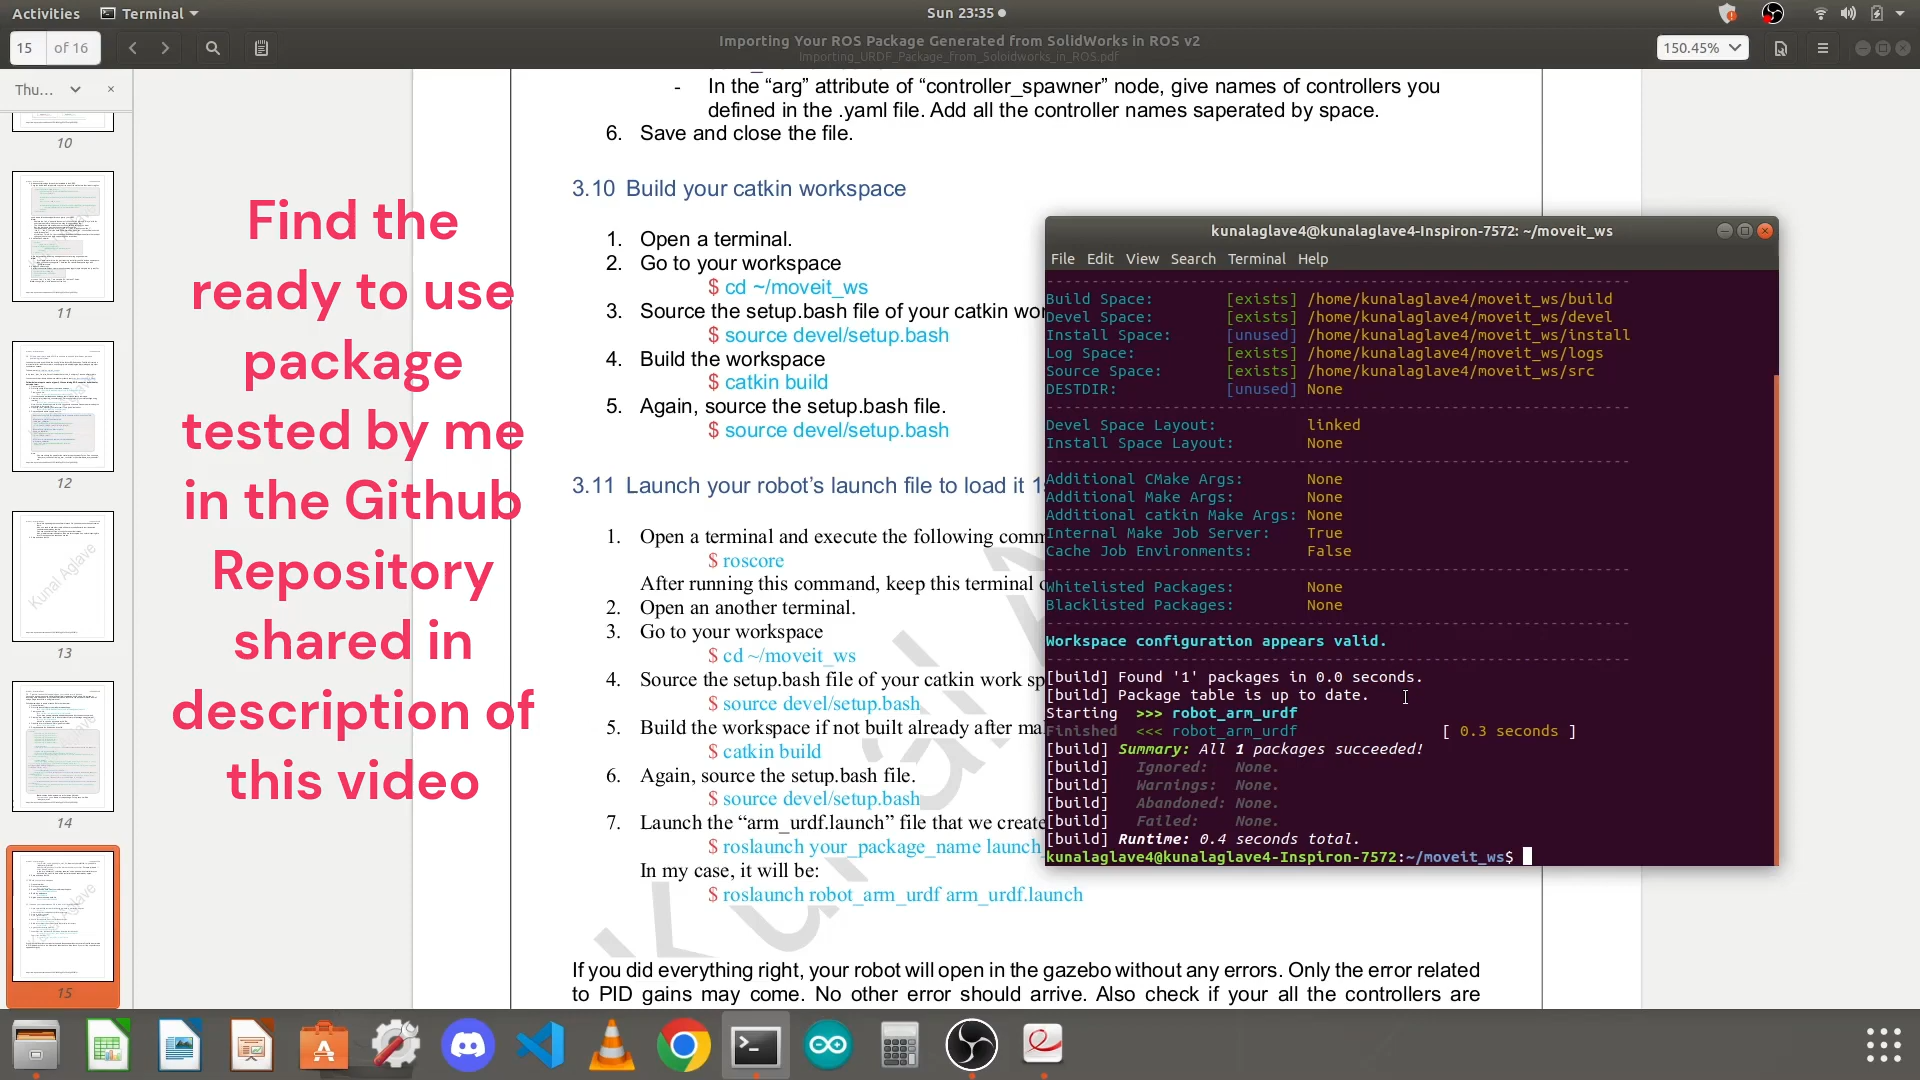 Activities
Terminal
Sun 23:35
15 of 16
Importing Your ROS Package Generated from SolidWorks in ROS v2
Importing_URDF_Package_from_Soloidworks_in_ROS.pdf
150.45%
Thu…
10
11
12
13
14
15
Kunal Aglave
Find the
ready to use
package
tested by me
in the Github
Repository
shared in
description of
this video
- In the “arg” attribute of “controller_spawner” node, give names of controllers you
defined in the .yaml file. Add all the controller names saperated by space.
6. Save and close the file.
3.10 Build your catkin workspace
1. Open a terminal.
2. Go to your workspace
$ cd ~/moveit_ws
3. Source the setup.bash file of your catkin wor
$ source devel/setup.bash
4. Build the workspace
$ catkin build
5. Again, source the setup.bash file.
$ source devel/setup.bash
3.11 Launch your robot’s launch file to load it 1
1. Open a terminal and execute the following comm
$ roscore
After running this command, keep this terminal o
2. Open an another terminal.
3. Go to your workspace
$ cd ~/moveit_ws
4. Source the setup.bash file of your catkin work sp
$ source devel/setup.bash
5. Build the workspace if not built already after ma
$ catkin build
6. Again, source the setup.bash file.
$ source devel/setup.bash
7. Launch the “arm_urdf.launch” file that we create
$ roslaunch your_package_name launch_
In my case, it will be:
$ roslaunch robot_arm_urdf arm_urdf.launch
If you did everything right, your robot will open in the gazebo without any errors. Only the error related
to PID gains may come. No other error should arrive. Also check if your all the controllers are
kunalaglave4@kunalaglave4-Inspiron-7572: ~/moveit_ws
File Edit View Search Terminal Help
Build Space: [exists] /home/kunalaglave4/moveit_ws/build
Devel Space: [exists] /home/kunalaglave4/moveit_ws/devel
Install Space: [unused] /home/kunalaglave4/moveit_ws/install
Log Space: [exists] /home/kunalaglave4/moveit_ws/logs
Source Space: [exists] /home/kunalaglave4/moveit_ws/src
DESTDIR: [unused] None
Devel Space Layout: linked
Install Space Layout: None
Additional CMake Args: None
Additional Make Args: None
Additional catkin Make Args: None
Internal Make Job Server: True
Cache Job Environments: False
Whitelisted Packages: None
Blacklisted Packages: None
Workspace configuration appears valid.
[build] Found '1' packages in 0.0 seconds.
[build] Package table is up to date.
Starting >>> robot_arm_urdf
Finished <<< robot_arm_urdf [ 0.3 seconds ]
[build] Summary: All 1 packages succeeded!
[build] Ignored: None.
[build] Warnings: None.
[build] Abandoned: None.
[build] Failed: None.
[build] Runtime: 0.4 seconds total.
kunalaglave4@kunalaglave4-Inspiron-7572:~/moveit_ws$